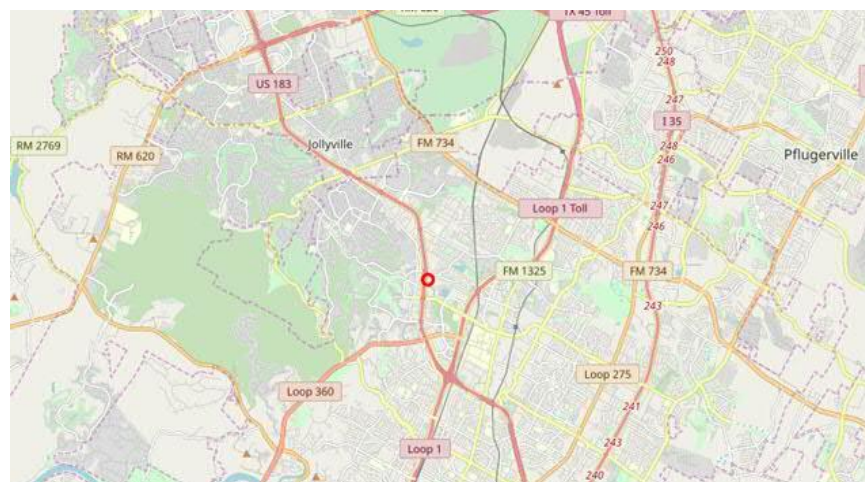 RM 620
TX 45 Toll
250
248
US 183
247
I 35
RM 2769
Jollyville
FM 734
248
246
RM 620
Pflugerville
Loop 1 Toll
247
246
FM 1325
FM 734
243
Loop 360
Loop 275
241
Loop 1
243
240